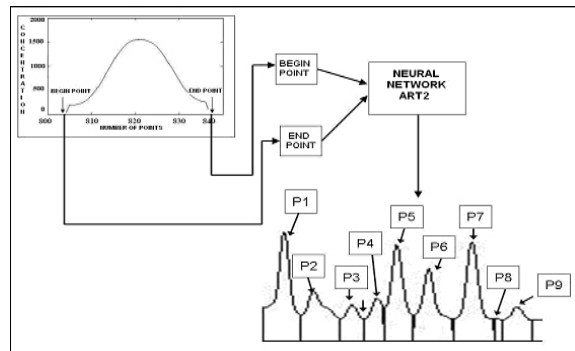 CONCENTRATION
2000
1500
1000
500
0
BEGIN POINT
END POINT
800
810
820
830
840
NUMBER OF POINTS
BEGIN
POINT
END
POINT
NEURAL
NETWORK
ART2
P1
P2
P3
P4
P5
P6
P7
P8
P9